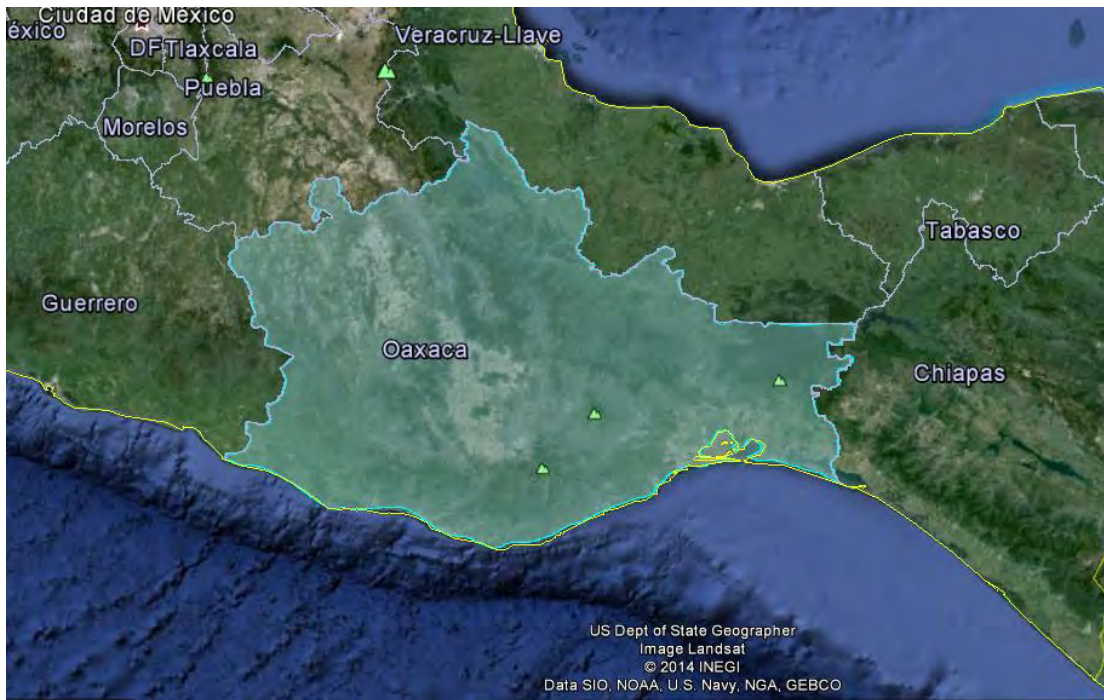 Ciudad de México
éxico
DF
Tlaxcala
Veracruz-Llave
Puebla
Morelos
Tabasco
Guerrero
Oaxaca
Chiapas
US Dept of State Geographer
Image Landsat
© 2014 INEGI
Data SIO, NOAA, U.S. Navy, NGA, GEBCO